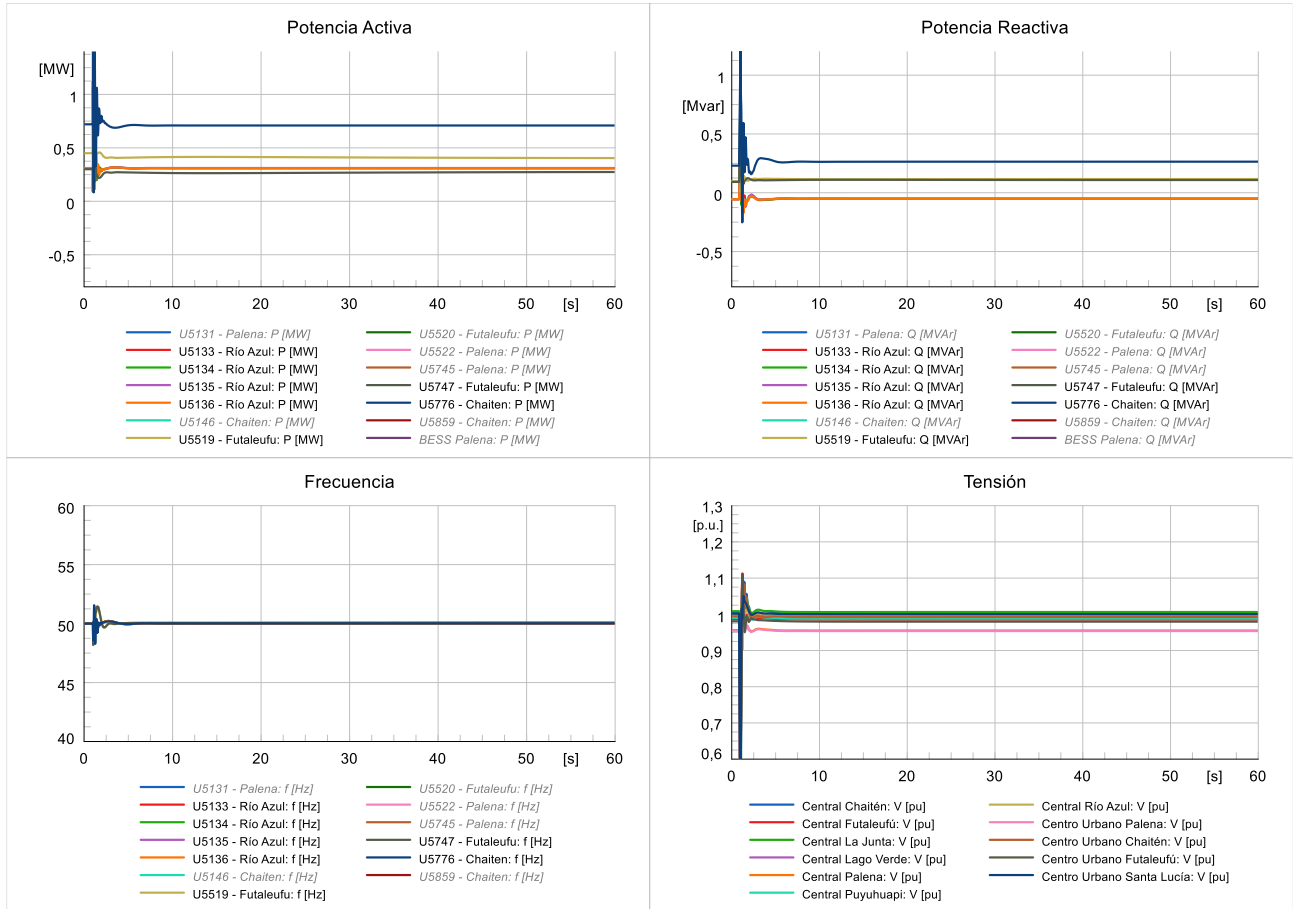 Potencia Activa
[MW]
1
0,5
0
-0,5
0 10 20 30 40 [s] 60
U5131 - Palena: P [MW] U5520 - Futaleufu: P [MW]
U5133 - Río Azul: P [MW] U5522 - Palena: P [MW]
U5134 - Río Azul: P [MW] U5745 - Palena: P [MW]
U5135 - Río Azul: P [MW] U5747 - Futaleufu: P [MW]
U5136 - Río Azul: P [MW] U5776 - Chaiten: P [MW]
U5146 - Chaiten: P [MW] U5859 - Chaiten: P [MW]
U5519 - Futaleufu: P [MW] BESS Palena: P [MW]
Potencia Reactiva
1
[Mvar]
0,5
0
-0,5
0 10 20 30 40 [s] 60
U5131 - Palena: Q [MVAr] U5520 - Futaleufu: Q [MVAr]
U5133 - Río Azul: Q [MVAr] U5522 - Palena: Q [MVAr]
U5134 - Río Azul: Q [MVAr] U5745 - Palena: Q [MVAr]
U5135 - Río Azul: Q [MVAr] U5747 - Futaleufu: Q [MVAr]
U5136 - Río Azul: Q [MVAr] U5776 - Chaiten: Q [MVAr]
U5146 - Chaiten: Q [MVAr] U5859 - Chaiten: Q [MVAr]
U5519 - Futaleufu: Q [MVAr] BESS Palena: Q [MVAr]
Frecuencia
60
55
50
45
40
0 10 20 30 40 [s] 60
U5131 - Palena: f [Hz] U5520 - Futaleufu: f [Hz]
U5133 - Río Azul: f [Hz] U5522 - Palena: f [Hz]
U5134 - Río Azul: f [Hz] U5745 - Palena: f [Hz]
U5135 - Río Azul: f [Hz] U5747 - Futaleufu: f [Hz]
U5136 - Río Azul: f [Hz] U5776 - Chaiten: f [Hz]
U5146 - Chaiten: f [Hz] U5859 - Chaiten: f [Hz]
U5519 - Futaleufu: f [Hz]
Tensión
1,3
[p.u.]
1,2
1,1
1
0,9
0,8
0,7
0,6
0 10 20 30 40 [s] 60
Central Chaitén: V [pu] Central Río Azul: V [pu]
Central Futaleufú: V [pu] Centro Urbano Palena: V [pu]
Central La Junta: V [pu] Centro Urbano Chaitén: V [pu]
Central Lago Verde: V [pu] Centro Urbano Futaleufú: V [pu]
Central Palena: V [pu] Centro Urbano Santa Lucía: V [pu]
Central Puyuhuapi: V [pu]